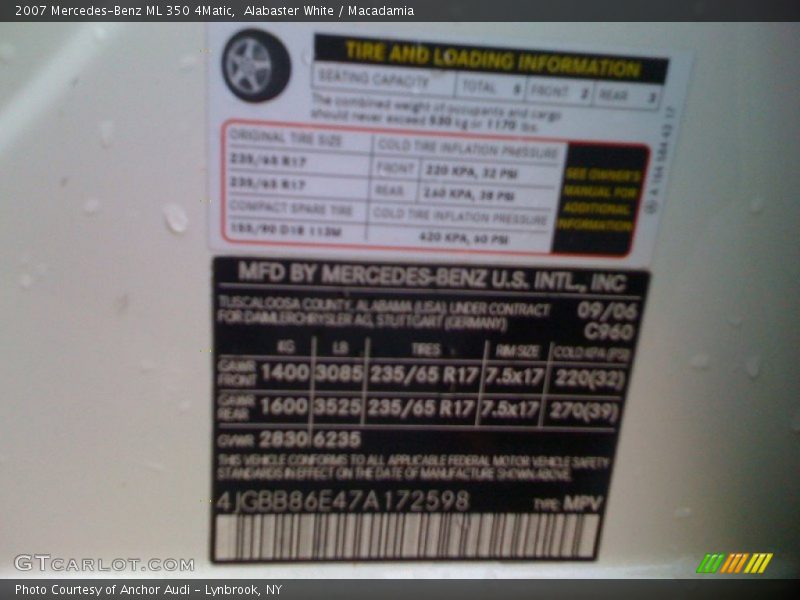 2007 Mercedes-Benz ML 350 4Matic,  Alabaster White / Macadamia
TIRE AND LOADING INFORMATION
SEATING CAPACITY TOTAL 5 FRONT 2 REAR 3
The combined weight of occupants and cargo
should never exceed 530 kg or 1170 lbs.
ORIGINAL TIRE SIZE COLD TIRE INFLATION PRESSURE
235/65 R17 FRONT 220 KPA, 32 PSI
235/65 R17 REAR 260 KPA, 38 PSI
COMPACT SPARE TIRE COLD TIRE INFLATION PRESSURE
155/90 D18 113M 420 KPA, 60 PSI
SEE OWNER'S
MANUAL FOR
ADDITIONAL
INFORMATION
MFD BY MERCEDES-BENZ U.S. INTL., INC
TUSCALOOSA COUNTY, ALABAMA (USA) UNDER CONTRACT
FOR DAIMLERCHRYSLER AG, STUTTGART (GERMANY)
09/06
C960
KG LB TIRES RIM SIZE COLD KPA (PSI)
GAWR FRONT 1400 3085 235/65 R17 7.5x17 220(32)
GAWR REAR 1600 3525 235/65 R17 7.5x17 270(39)
GVWR 2830 6235
THIS VEHICLE CONFORMS TO ALL APPLICABLE FEDERAL MOTOR VEHICLE SAFETY
STANDARDS IN EFFECT ON THE DATE OF MANUFACTURE SHOWN ABOVE.
4JGBB86E47A172598 TYPE: MPV
GTcarlot.com
Photo Courtesy of Anchor Audi - Lynbrook, NY